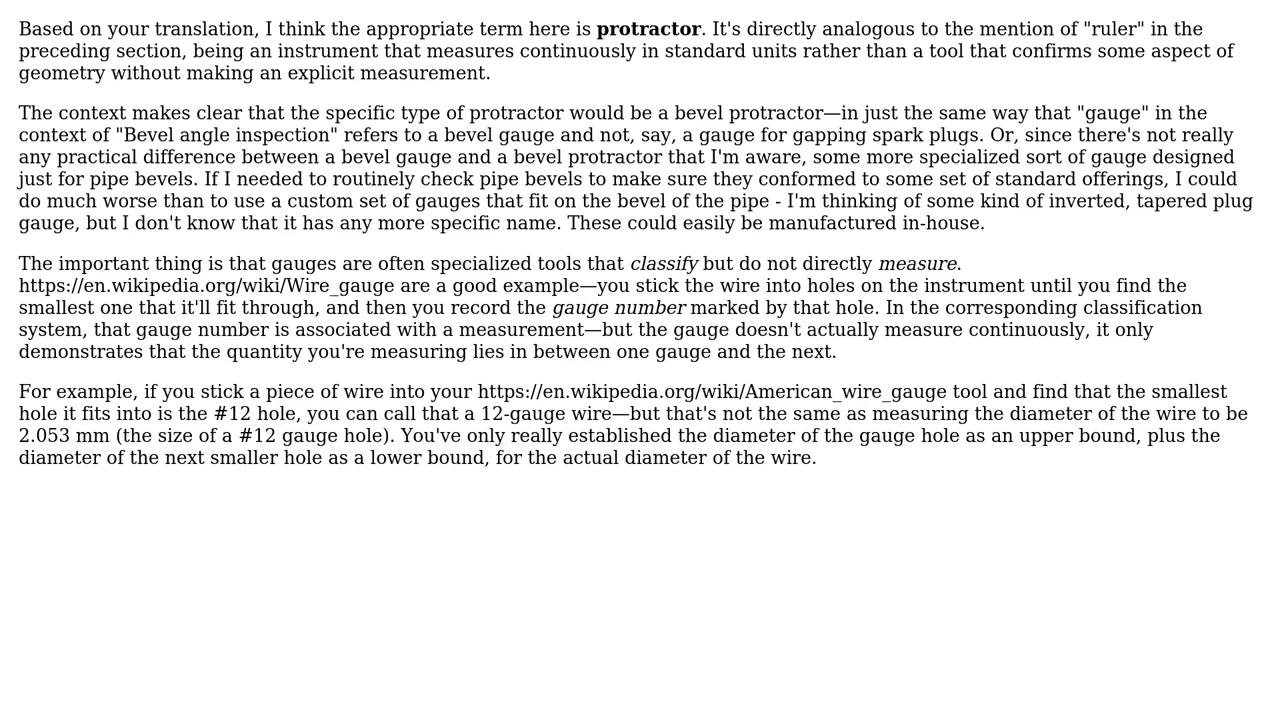 Based on your translation, I think the appropriate term here is protractor. It's directly analogous to the mention of "ruler" in the
preceding section, being an instrument that measures continuously in standard units rather than a tool that confirms some aspect of
geometry without making an explicit measurement.
The context makes clear that the specific type of protractor would be a bevel protractor—in just the same way that "gauge" in the
context of "Bevel angle inspection" refers to a bevel gauge and not, say, a gauge for gapping spark plugs. Or, since there's not really
any practical difference between a bevel gauge and a bevel protractor that I'm aware, some more specialized sort of gauge designed
just for pipe bevels. If I needed to routinely check pipe bevels to make sure they conformed to some set of standard offerings, I could
do much worse than to use a custom set of gauges that fit on the bevel of the pipe - I'm thinking of some kind of inverted, tapered plug
gauge, but I don't know that it has any more specific name. These could easily be manufactured in-house.
The important thing is that gauges are often specialized tools that classify but do not directly measure.
https://en.wikipedia.org/wiki/Wire_gauge are a good example—you stick the wire into holes on the instrument until you find the
smallest one that it'll fit through, and then you record the gauge number marked by that hole. In the corresponding classification
system, that gauge number is associated with a measurement—but the gauge doesn't actually measure continuously, it only
demonstrates that the quantity you're measuring lies in between one gauge and the next.
For example, if you stick a piece of wire into your https://en.wikipedia.org/wiki/American_wire_gauge tool and find that the smallest
hole it fits into is the #12 hole, you can call that a 12-gauge wire—but that's not the same as measuring the diameter of the wire to be
2.053 mm (the size of a #12 gauge hole). You've only really established the diameter of the gauge hole as an upper bound, plus the
diameter of the next smaller hole as a lower bound, for the actual diameter of the wire.